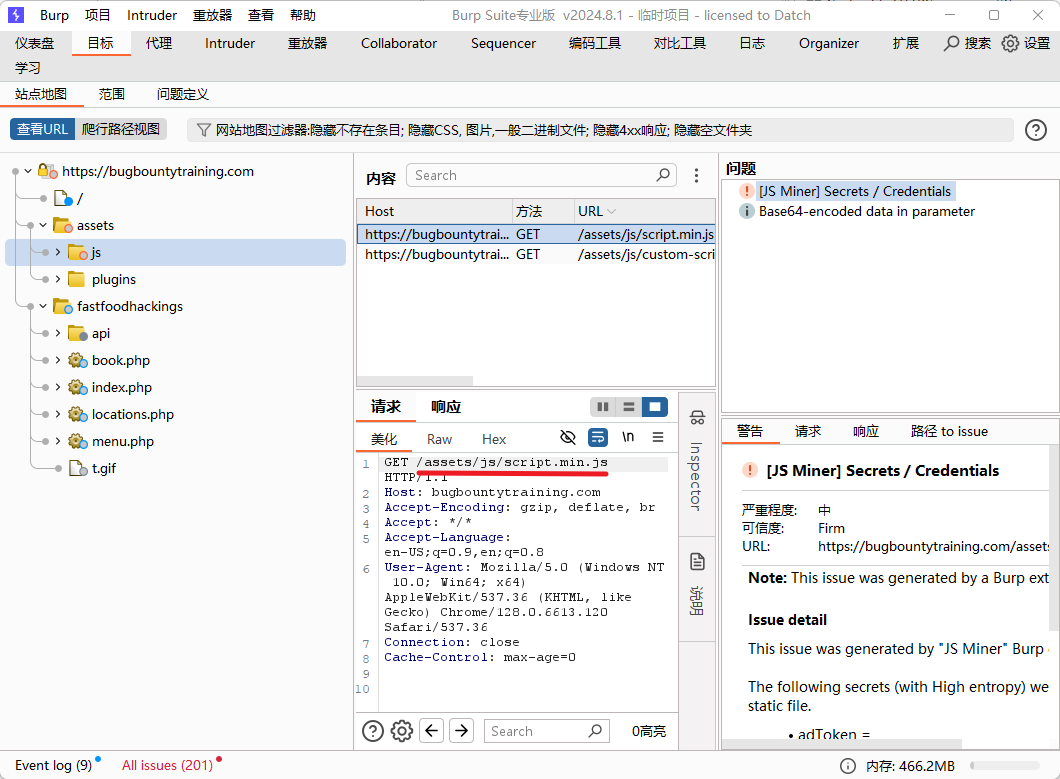 Burp 项目 Intruder 重放器 查看 帮助 Burp Suite专业版 v2024.8.1 - 临时项目 - licensed to Datch
仪表盘 目标 代理 Intruder 重放器 Collaborator Sequencer 编码工具 对比工具 日志 Organizer 扩展 搜索 设置
学习
站点地图 范围 问题定义
查看URL 爬行路径视图 网站地图过滤器:隐藏不存在条目; 隐藏CSS, 图片,一般二进制文件; 隐藏4xx响应; 隐藏空文件夹
https://bugbountytraining.com
/
assets
js
plugins
fastfoodhackings
api
book.php
index.php
locations.php
menu.php
t.gif
内容 Search
Host 方法 URL
https://bugbountytrai... GET /assets/js/script.min.js
https://bugbountytrai... GET /assets/js/custom-scri
请求 响应
美化 Raw Hex \n
1 GET /assets/js/script.min.js
HTTP/1.1
2 Host: bugbountytraining.com
3 Accept-Encoding: gzip, deflate, br
4 Accept: */*
5 Accept-Language:
en-US;q=0.9,en;q=0.8
6 User-Agent: Mozilla/5.0 (Windows NT
10.0; Win64; x64)
AppleWebKit/537.36 (KHTML, like
Gecko) Chrome/128.0.6613.120
Safari/537.36
7 Connection: close
8 Cache-Control: max-age=0
9
10
Search 0高亮
Inspector
说明
问题
[JS Miner] Secrets / Credentials
Base64-encoded data in parameter
警告 请求 响应 路径 to issue
[JS Miner] Secrets / Credentials
严重程度: 中
可信度: Firm
URL: https://bugbountytraining.com/assets
Note: This issue was generated by a Burp ext
Issue detail
This issue was generated by "JS Miner" Burp
The following secrets (with High entropy) we
static file.
• adToken =
Event log (9) All issues (201) 内存: 466.2MB